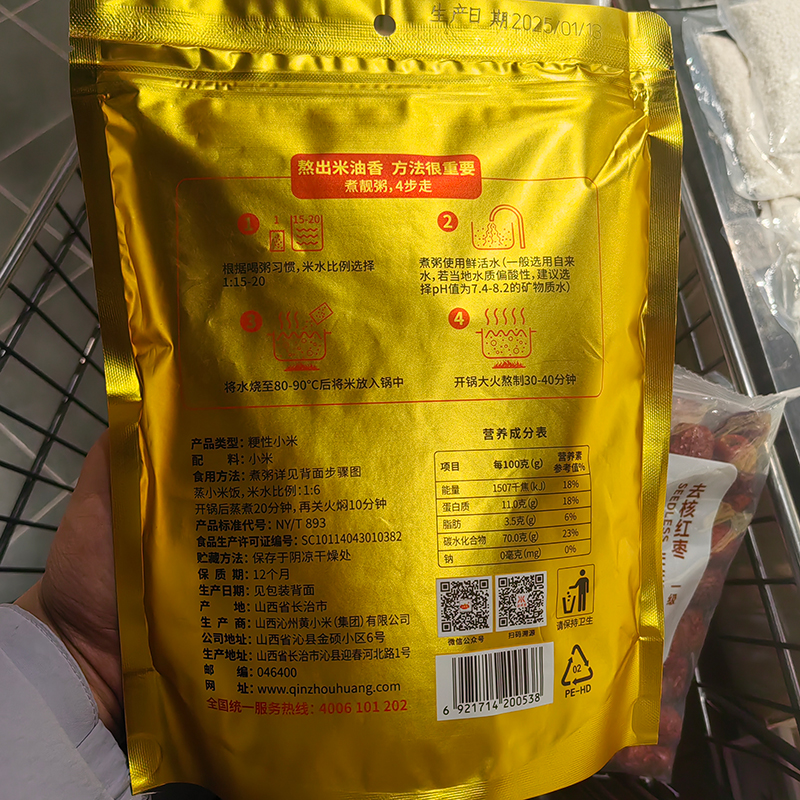 生产日期2025/01/13
熬出米油香 方法很重要
煮靓粥,4步走
1
1 15-20
根据喝粥习惯,米水比例选择
1:15-20
2
煮粥使用鲜活水(一般选用自来
水,若当地水质偏酸性,建议选
择pH值为7.4-8.2的矿物质水)
3
将水烧至80-90℃后将米放入锅中
4
开锅大火熬制30-40分钟
产品类型:粳性小米
配 料:小米
食用方法:煮粥详见背面步骤图
蒸小米饭,米水比例:1:6
开锅后蒸煮20分钟,再关火焖10分钟
产品标准代号:NY/T 893
食品生产许可证编号:SC10114043010382
贮藏方法:保存于阴凉干燥处
保 质 期:12个月
生产日期:见包装背面
产 地:山西省长治市
生 产 商:山西沁州黄小米(集团)有限公司
公司地址:山西省沁县金硕小区6号
生产地址:山西省长治市沁县迎春河北路1号
邮 编:046400
网 址:www.qinzhouhuang.com
全国统一服务热线:4006 101 202
营养成分表
项目 每100克(g) 营养素参考值%
能量 1507千焦(kJ) 18%
蛋白质 11.0克(g) 18%
脂肪 3.5克(g) 6%
碳水化合物 70.0克(g) 23%
钠 0毫克(mg) 0%
微信公众号
扫码溯源
请保持卫生
6 921714 200538
02
PE-HD
去核红枣
SEEDLESS
一级